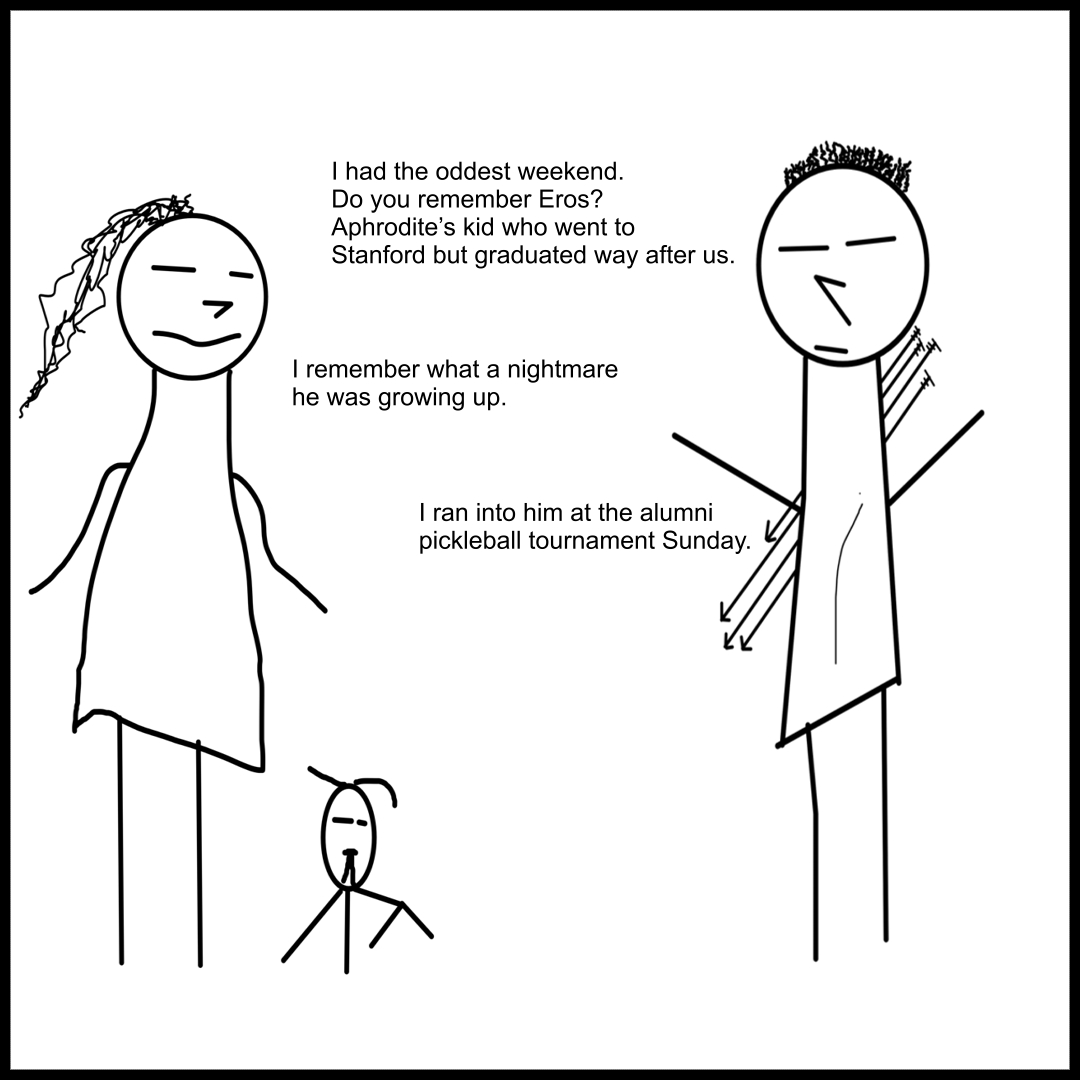 I had the oddest weekend.
Do you remember Eros?
Aphrodite’s kid who went to
Stanford but graduated way after us.
I remember what a nightmare
he was growing up.
I ran into him at the alumni
pickleball tournament Sunday.